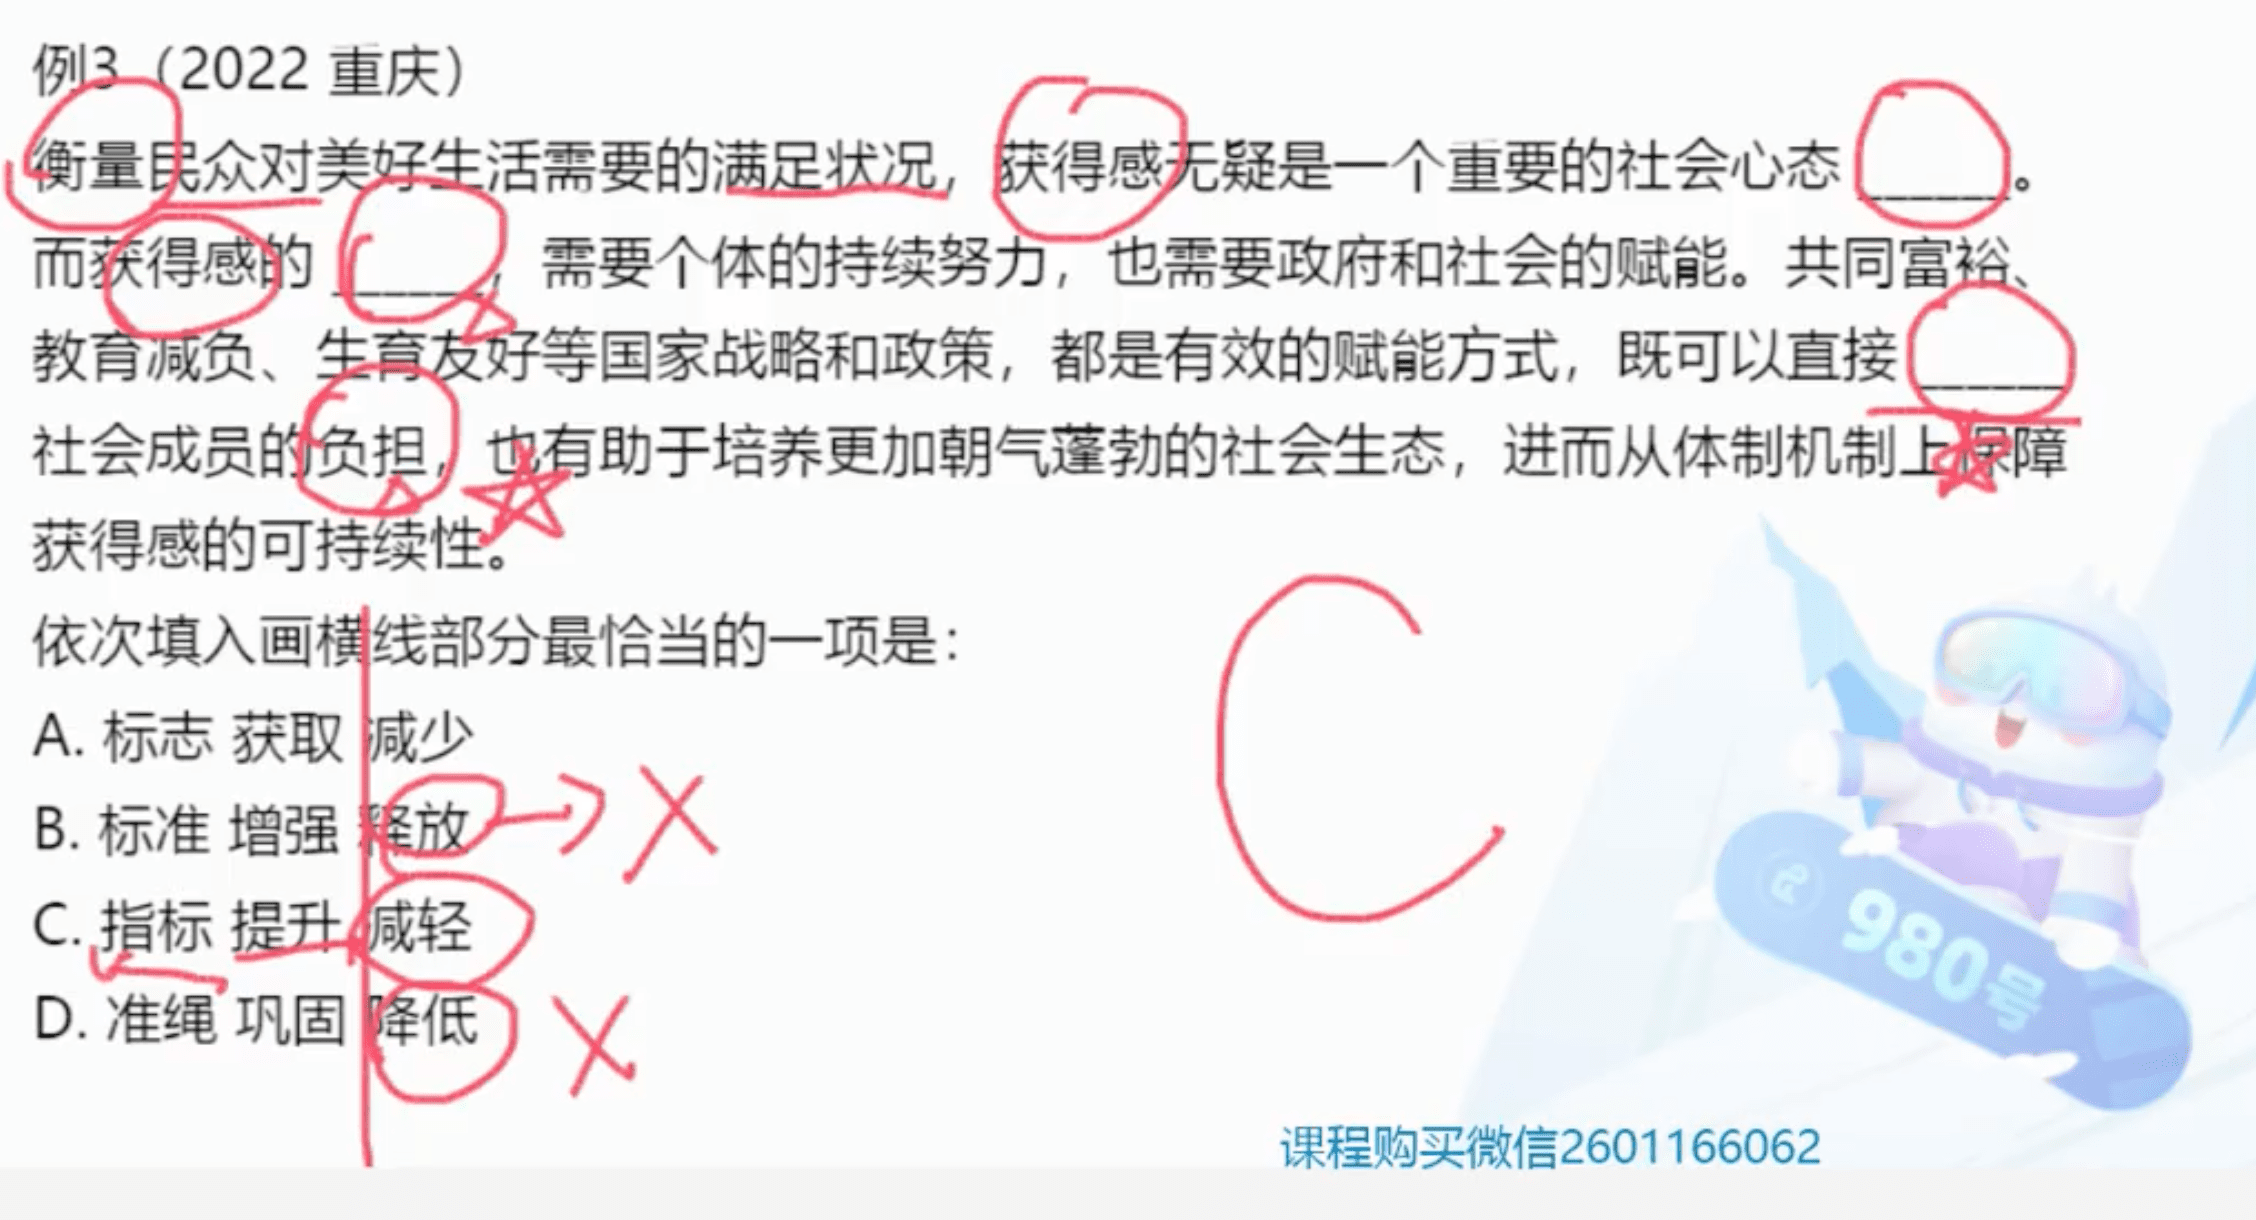 例3（2022 重庆）
衡量民众对美好生活需要的满足状况，获得感无疑是一个重要的社会心态 ______。
而获得感的 ______，需要个体的持续努力，也需要政府和社会的赋能。共同富裕、
教育减负、生育友好等国家战略和政策，都是有效的赋能方式，既可以直接 ______
社会成员的负担，也有助于培养更加朝气蓬勃的社会生态，进而从体制机制上保障
获得感的可持续性。
依次填入画横线部分最恰当的一项是：
A. 标志 获取 减少
B. 标准 增强 释放
C. 指标 提升 减轻
D. 准绳 巩固 降低
C
980号
课程购买微信2601166062